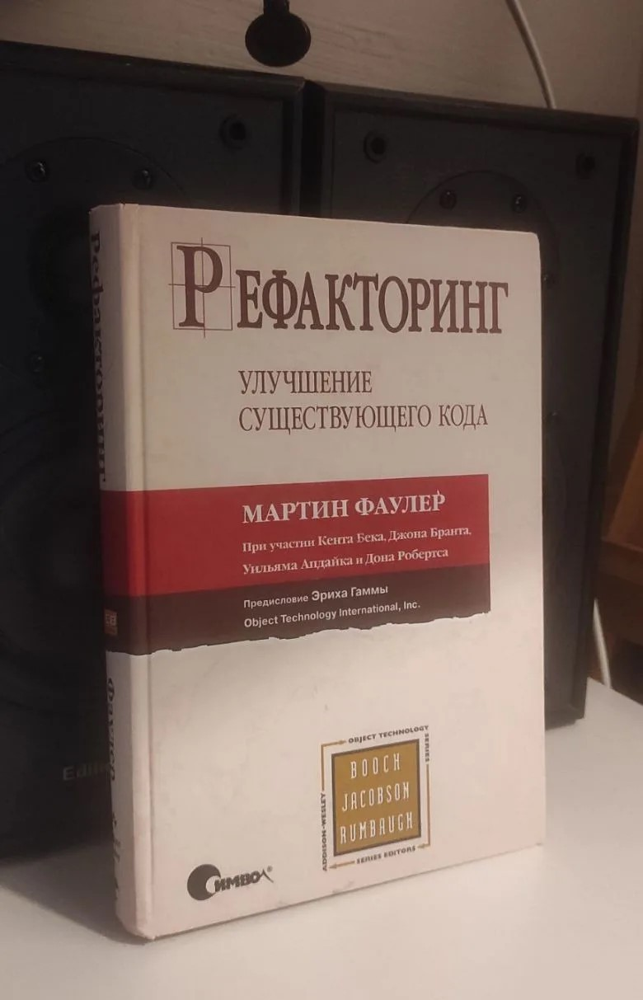 РЕФАКТОРИНГ
УЛУЧШЕНИЕ
СУЩЕСТВУЮЩЕГО КОДА
МАРТИН ФАУЛЕР
При участии Кента Бека, Джона Бранта,
Уильяма Апдайка и Дона Робертса
Предисловие Эриха Гаммы
Object Technology International, Inc.
OBJECT TECHNOLOGY
SERIES
BOOCH
JACOBSON
RUMBAUGH
ADDISON-WESLEY
SERIES EDITORS
Символ®
Рефакторинг
Фаулер